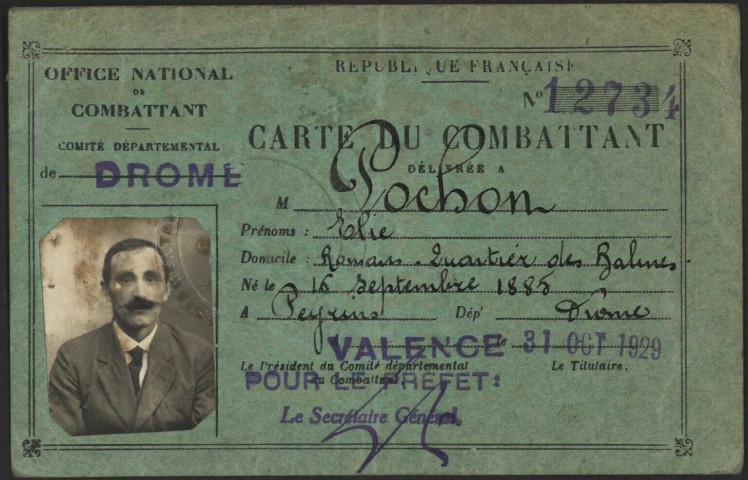 OFFICE NATIONAL
DU
COMBATTANT
COMITÉ DÉPARTEMENTAL
de DROME
RÉPUBLIQUE FRANÇAISE
No 12734
CARTE DU COMBATTANT
DÉLIVRÉE A
M Pochon
Prénoms : Elie
Domicile : Romans - Quartier des Balmes.
Né le 16 Septembre 1885
A Peyrins Dépt Drome
VALENCE le 31 OCT 1929
Le Président du Comité départemental
du Combattant,
Le Titulaire.
POUR LE PRÉFET:
Le Secrétaire Général,